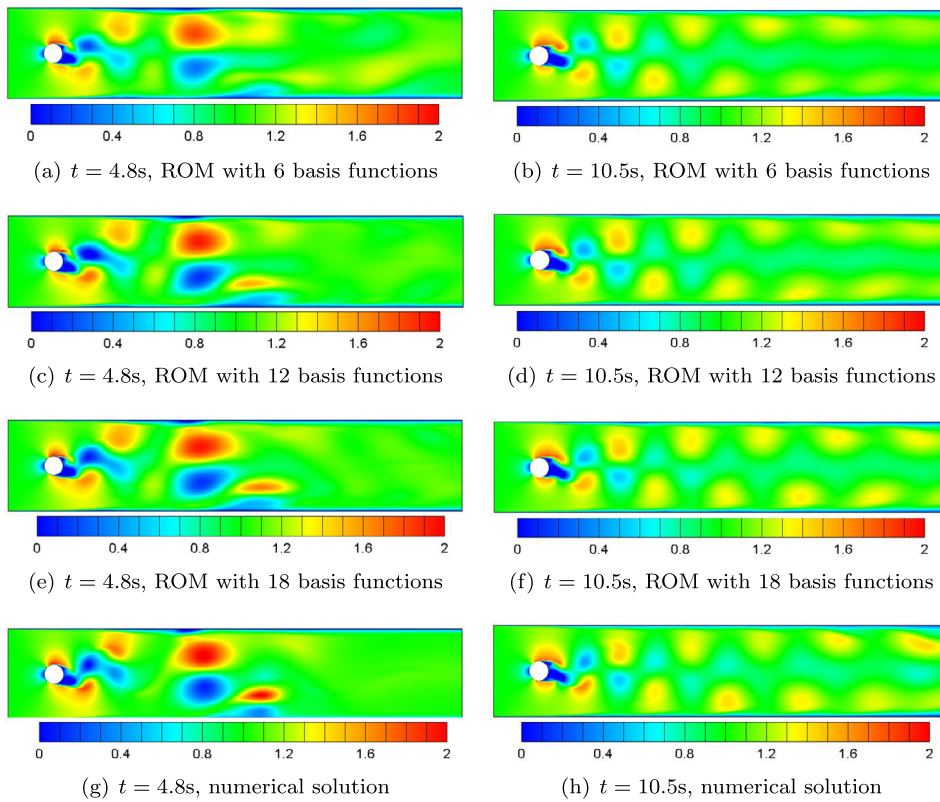 0 0.4 0.8 1.2 1.6 2
0 0.4 0.8 1.2 1.6 2
(a) t = 4.8s, ROM with 6 basis functions
(b) t = 10.5s, ROM with 6 basis functions
0 0.4 0.8 1.2 1.6 2
0 0.4 0.8 1.2 1.6 2
(c) t = 4.8s, ROM with 12 basis functions
(d) t = 10.5s, ROM with 12 basis functions
0 0.4 0.8 1.2 1.6 2
0 0.4 0.8 1.2 1.6 2
(e) t = 4.8s, ROM with 18 basis functions
(f) t = 10.5s, ROM with 18 basis functions
0 0.4 0.8 1.2 1.6 2
0 0.4 0.8 1.2 1.6 2
(g) t = 4.8s, numerical solution
(h) t = 10.5s, numerical solution